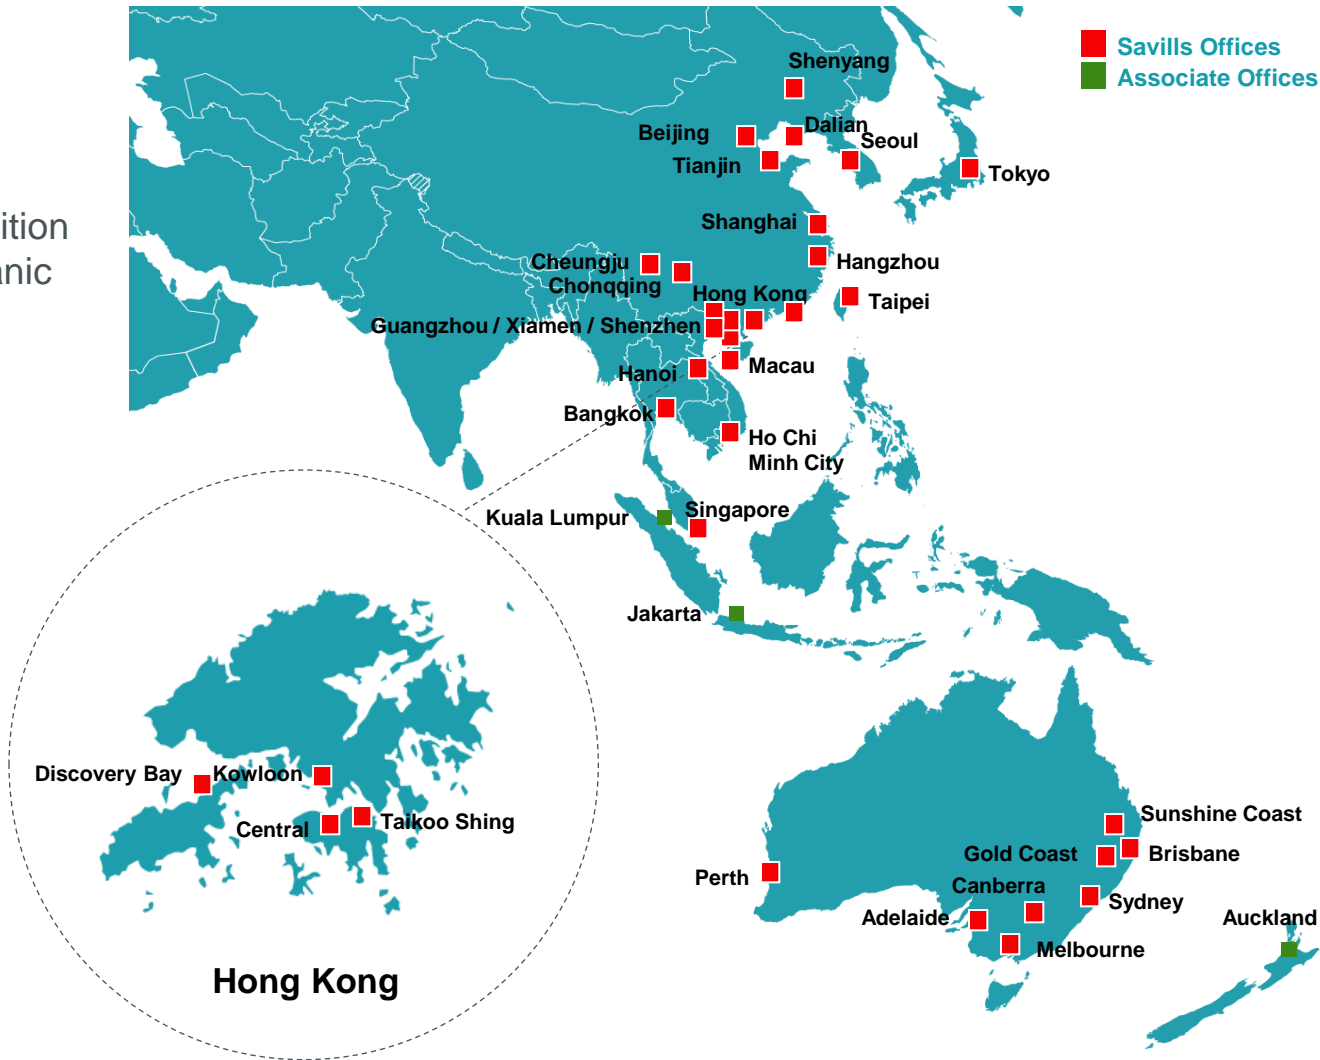 Savills Offices
Associate Offices
Shenyang
Beijing
Dalian
Seoul
Tianjin
Tokyo
ition
anic
Shanghai
Cheungju
Hangzhou
Chonqqing
Hong Kong
Taipei
Guangzhou / Xiamen / Shenzhen
Macau
Hanoi
Bangkok
Ho Chi
Minh City
Kuala Lumpur
Singapore
Jakarta
Discovery Bay
Kowloon
Central
Taikoo Shing
Hong Kong
Sunshine Coast
Gold Coast
Brisbane
Perth
Canberra
Sydney
Adelaide
Auckland
Melbourne